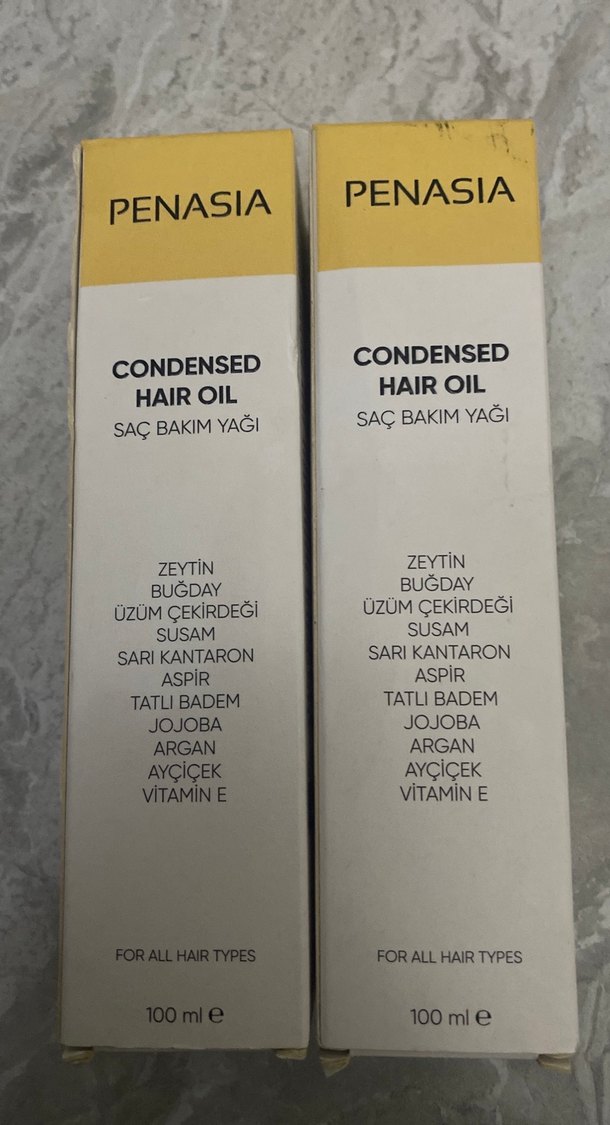 PENASIA
CONDENSED
HAIR OIL
SAÇ BAKIM YAĞI
ZEYTİN
BUĞDAY
ÜZÜM ÇEKİRDEĞİ
SUSAM
SARI KANTARON
ASPİR
TATLI BADEM
JOJOBA
ARGAN
AYÇİÇEK
VİTAMİN E
FOR ALL HAIR TYPES
100 ml e
PENASIA
CONDENSED
HAIR OIL
SAÇ BAKIM YAĞI
ZEYTİN
BUĞDAY
ÜZÜM ÇEKİRDEĞİ
SUSAM
SARI KANTARON
ASPİR
TATLI BADEM
JOJOBA
ARGAN
AYÇİÇEK
VİTAMİN E
FOR ALL HAIR TYPES
100 ml e